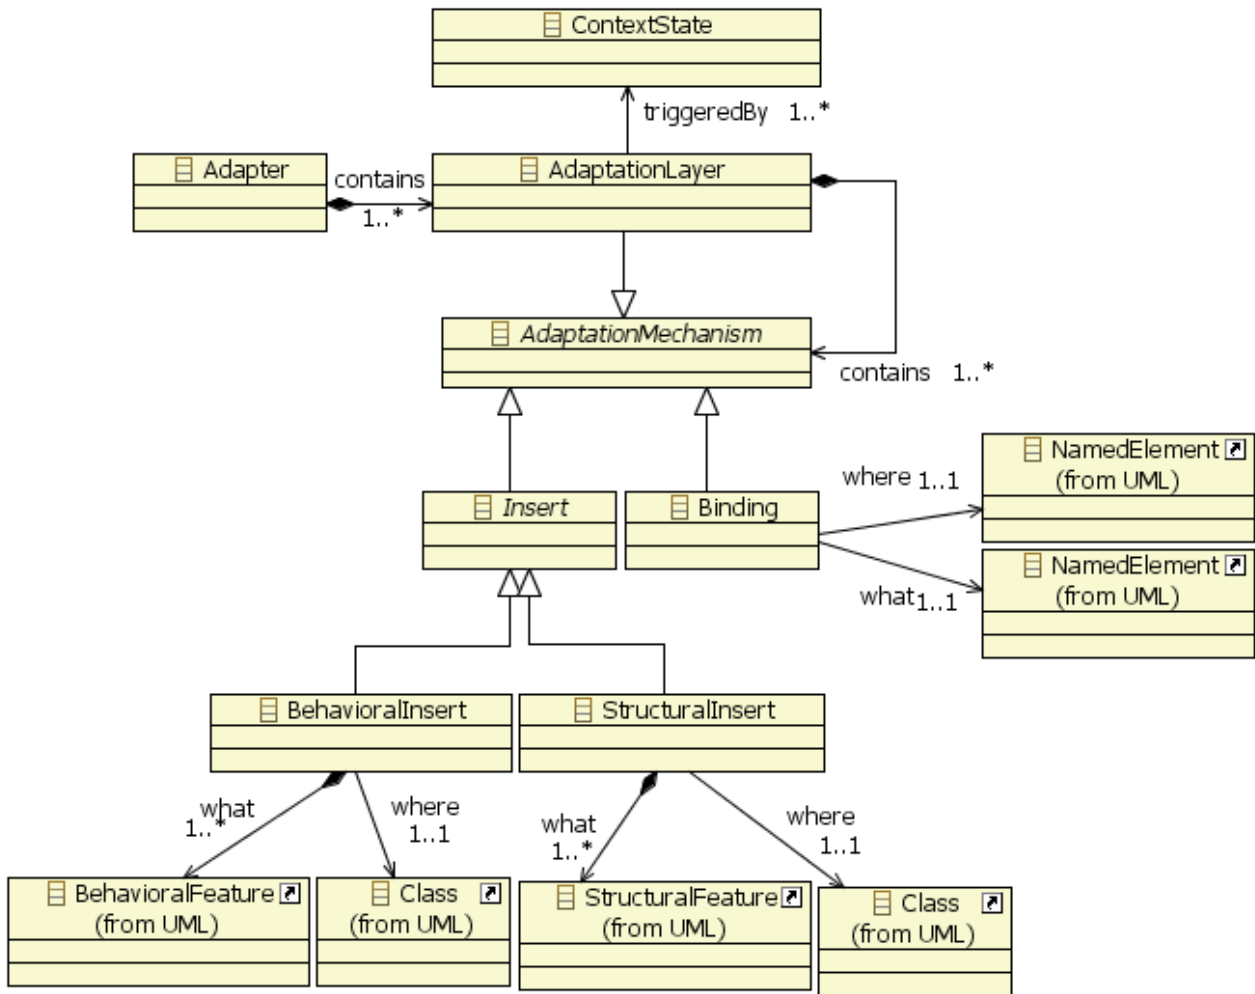 ContextState
triggeredBy 1..*
Adapter
contains
1..*
AdaptationLayer
AdaptationMechanism
contains 1..*
Insert
Binding
where 1..1
NamedElement
(from UML)
what 1..1
NamedElement
(from UML)
BehavioralInsert
StructuralInsert
what
1..*
where
1..1
what
1..*
where
1..1
BehavioralFeature
(from UML)
Class
(from UML)
StructuralFeature
(from UML)
Class
(from UML)